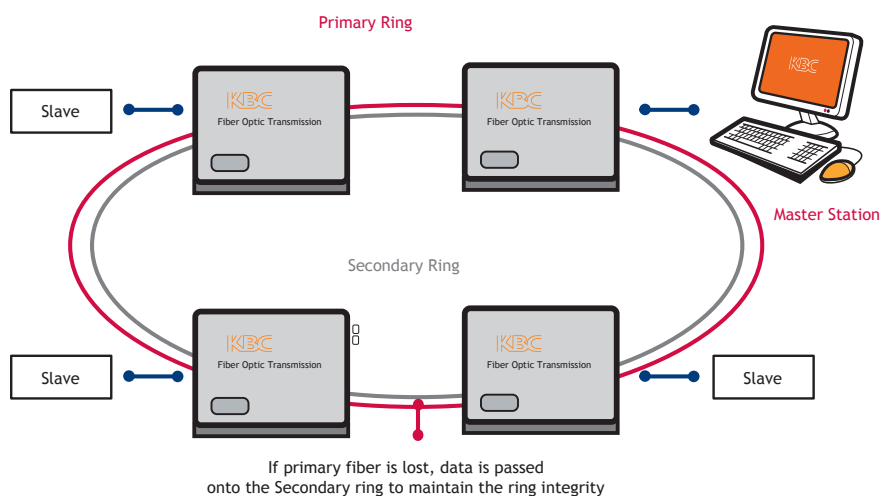 Primary Ring
KBC
Fiber Optic Transmission
KBC
Fiber Optic Transmission
KBC
Slave
Master Station
Secondary Ring
KBC
Fiber Optic Transmission
KBC
Fiber Optic Transmission
Slave
Slave
If primary fiber is lost, data is passed
onto the Secondary ring to maintain the ring integrity